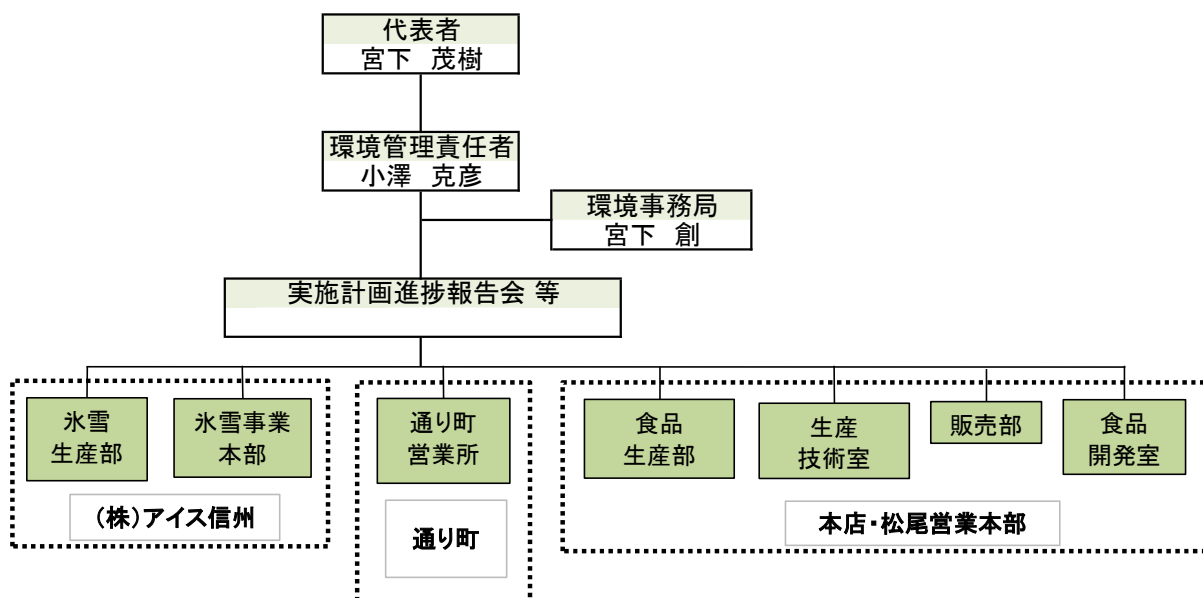 代表者
宮下　茂樹
環境管理責任者
小澤　克彦
環境事務局
宮下　創
実施計画進捗報告会 等
氷雪
生産部
氷雪事業
本部
通り町
営業所
食品
生産部
生産
技術室
販売部
食品
開発室
（株）アイス信州
通り町
本店・松尾営業本部